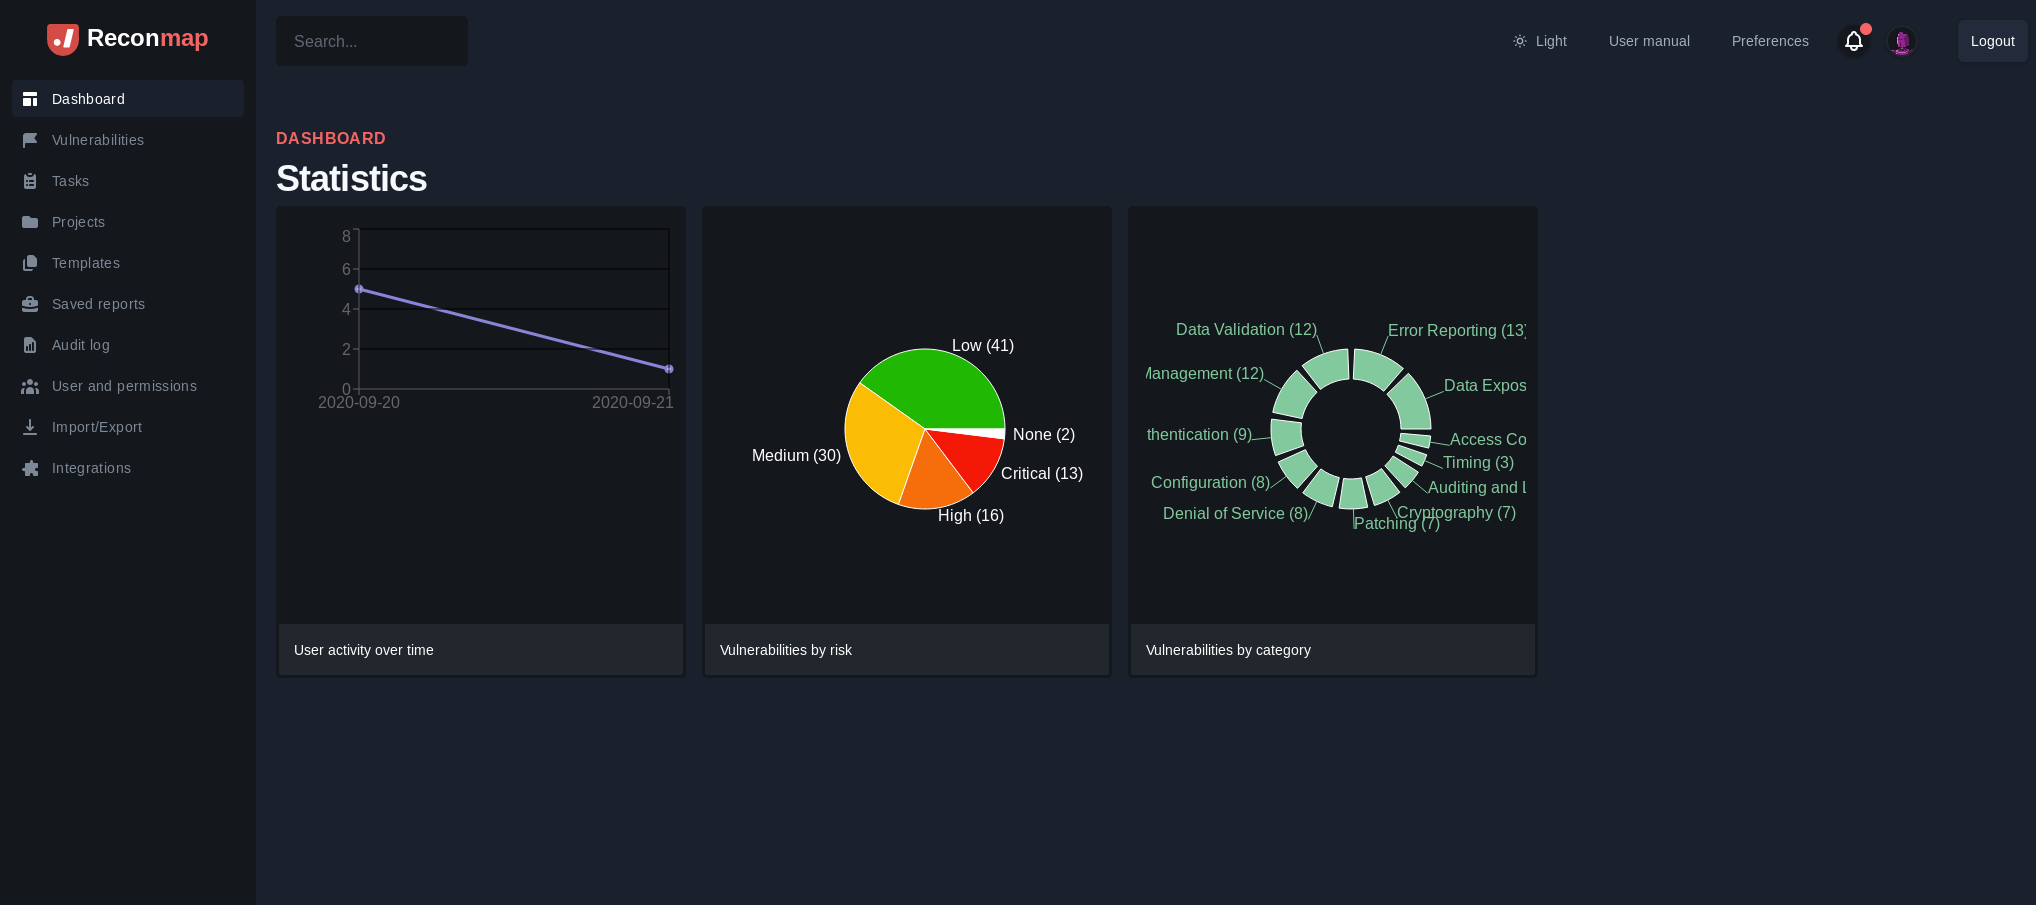 Reconmap
Search...
Light
User manual
Preferences
Logout
Dashboard
Vulnerabilities
Tasks
Projects
Templates
Saved reports
Audit log
User and permissions
Import/Export
Integrations
DASHBOARD
Statistics
8
6
4
2
0
2020-09-20
2020-09-21
User activity over time
Low (41)
None (2)
Medium (30)
Critical (13)
High (16)
Vulnerabilities by risk
Data Validation (12)
Error Reporting (13)
Management (12)
Data Expos
thentication (9)
Access Co
Timing (3)
Configuration (8)
Auditing and L
Denial of Service (8)
Cryptography (7)
Patching (7)
Vulnerabilities by category